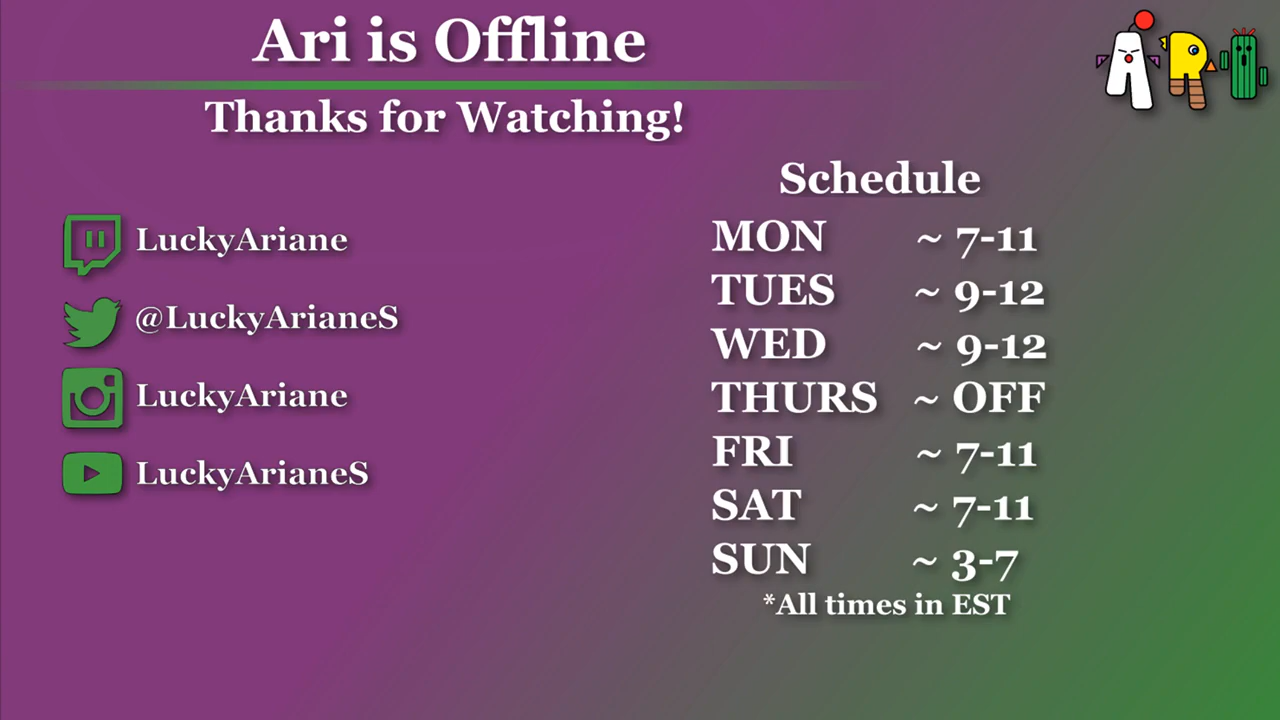 Ari is Offline
Thanks for Watching!
ARI
LuckyAriane
@LuckyArianeS
LuckyAriane
LuckyArianeS
Schedule
MON ~ 7-11
TUES ~ 9-12
WED ~ 9-12
THURS ~ OFF
FRI ~ 7-11
SAT ~ 7-11
SUN ~ 3-7
*All times in EST